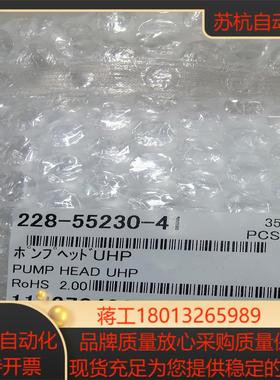 苏杭自动
228-55230-4
35
PCS
ポンプヘッドUHP
PUMP HEAD UHP
RoHS 2.00
蒋工18013265989
自动化
开票
品牌质量放心采购质量优
现货充足为您提供稳定的